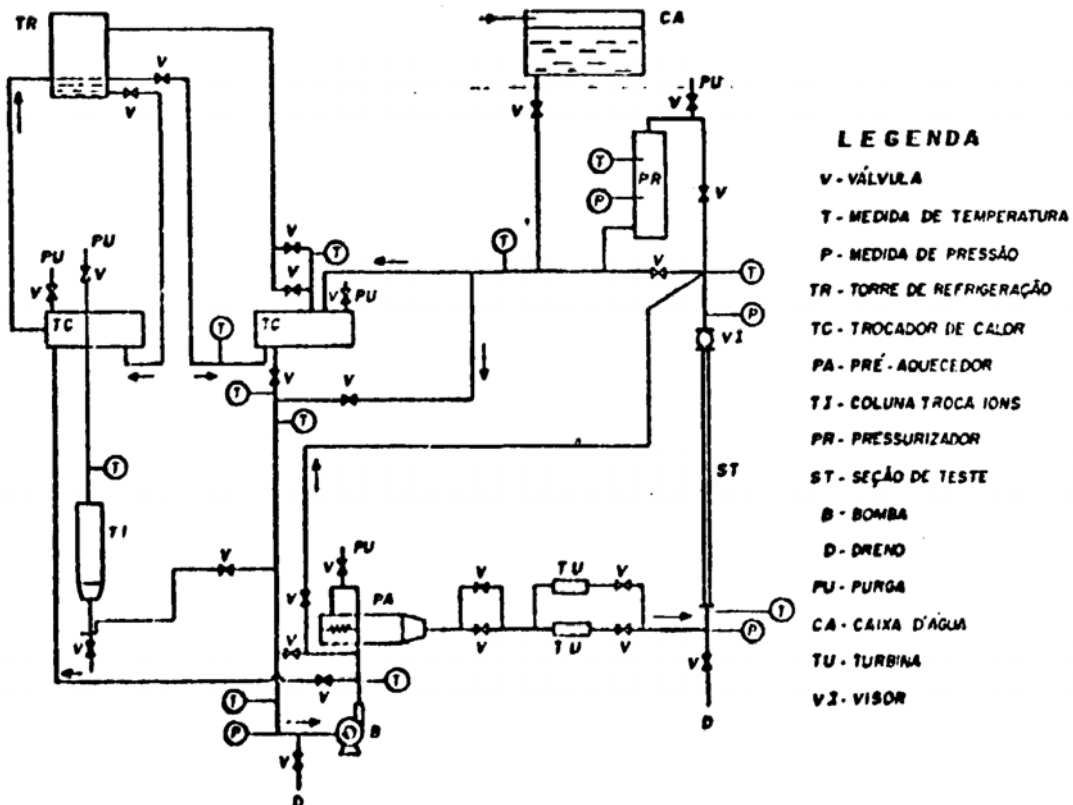 TR
CA
V
V
V
PU
V
T
PR
P
V
PU
PU
V
V
V
T
T
V
T
TC
T
V
V
PU
TC
P
VI
T
V
V
T
T
T
ST
TI
V
PU
V
V
PA
V
TU
V
T
V
V
V
TU
V
P
V
T
V
T
P
B
V
D
V
D
LEGENDA
V - VÁLVULA
T - MEDIDA DE TEMPERATURA
P - MEDIDA DE PRESSÃO
TR - TORRE DE REFRIGERAÇÃO
TC - TROCADOR DE CALOR
PA - PRÉ-AQUECEDOR
TI - COLUNA TROCA IONS
PR - PRESSURIZADOR
ST - SEÇÃO DE TESTE
B - BOMBA
D - DRENO
PU - PURGA
CA - CAIXA D'ÁGUA
TU - TURBINA
VI - VISOR